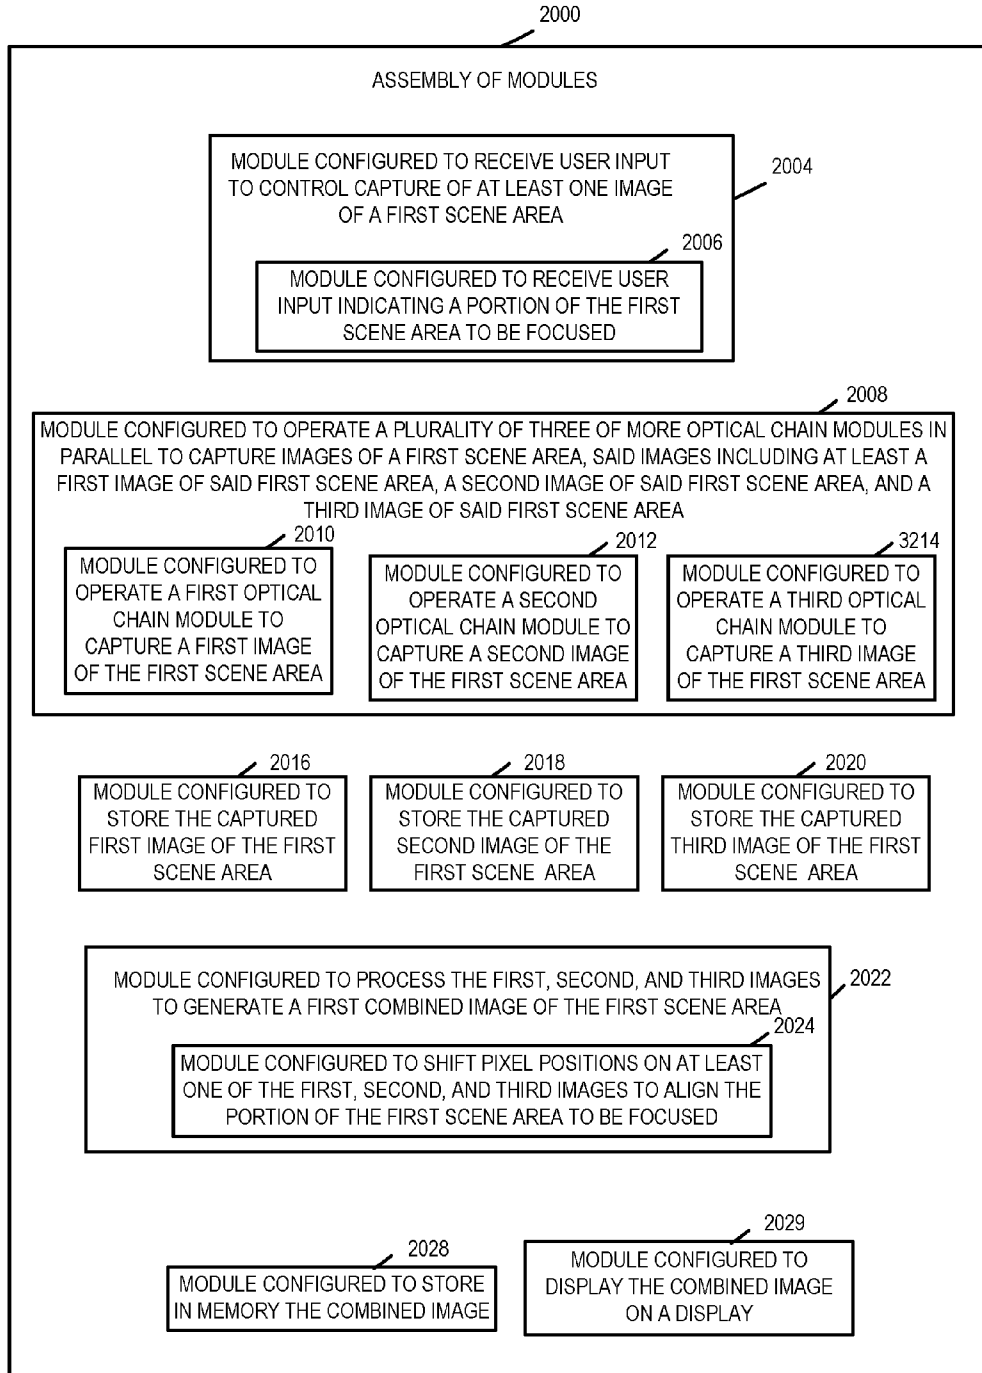 2000
ASSEMBLY OF MODULES
2004
MODULE CONFIGURED TO RECEIVE USER INPUT
TO CONTROL CAPTURE OF AT LEAST ONE IMAGE
OF A FIRST SCENE AREA
2006
MODULE CONFIGURED TO RECEIVE USER
INPUT INDICATING A PORTION OF THE FIRST
SCENE AREA TO BE FOCUSED
2008
MODULE CONFIGURED TO OPERATE A PLURALITY OF THREE OF MORE OPTICAL CHAIN MODULES IN
PARALLEL TO CAPTURE IMAGES OF A FIRST SCENE AREA, SAID IMAGES INCLUDING AT LEAST A
FIRST IMAGE OF SAID FIRST SCENE AREA, A SECOND IMAGE OF SAID FIRST SCENE AREA, AND A
THIRD IMAGE OF SAID FIRST SCENE AREA
2010
MODULE CONFIGURED TO
OPERATE A FIRST OPTICAL
CHAIN MODULE TO
CAPTURE A FIRST IMAGE
OF THE FIRST SCENE AREA
2012
MODULE CONFIGURED TO
OPERATE A SECOND
OPTICAL CHAIN MODULE TO
CAPTURE A SECOND IMAGE
OF THE FIRST SCENE AREA
3214
MODULE CONFIGURED TO
OPERATE A THIRD OPTICAL
CHAIN MODULE TO
CAPTURE A THIRD IMAGE
OF THE FIRST SCENE AREA
2016
MODULE CONFIGURED TO
STORE THE CAPTURED
FIRST IMAGE OF THE FIRST
SCENE AREA
2018
MODULE CONFIGURED TO
STORE THE CAPTURED
SECOND IMAGE OF THE
FIRST SCENE AREA
2020
MODULE CONFIGURED TO
STORE THE CAPTURED
THIRD IMAGE OF THE FIRST
SCENE AREA
2022
MODULE CONFIGURED TO PROCESS THE FIRST, SECOND, AND THIRD IMAGES
TO GENERATE A FIRST COMBINED IMAGE OF THE FIRST SCENE AREA
2024
MODULE CONFIGURED TO SHIFT PIXEL POSITIONS ON AT LEAST
ONE OF THE FIRST, SECOND, AND THIRD IMAGES TO ALIGN THE
PORTION OF THE FIRST SCENE AREA TO BE FOCUSED
2028
MODULE CONFIGURED TO STORE
IN MEMORY THE COMBINED IMAGE
2029
MODULE CONFIGURED TO
DISPLAY THE COMBINED IMAGE
ON A DISPLAY